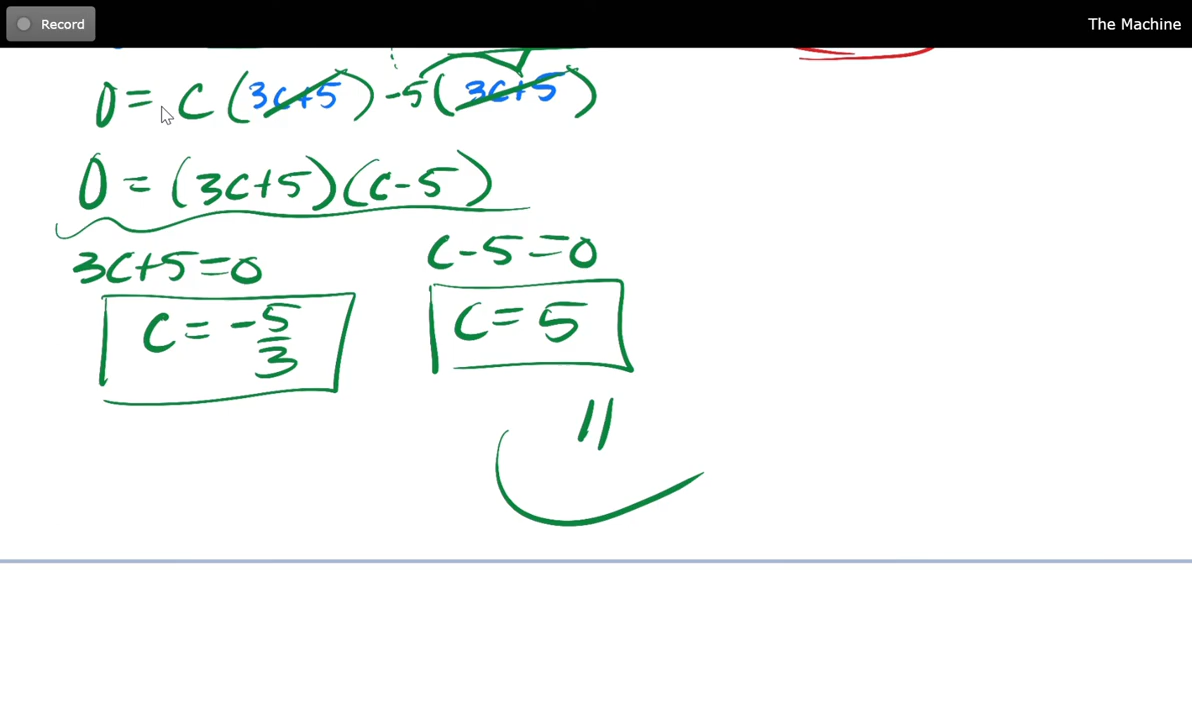 Record
The Machine
0 = c(3c+5) -5(3c+5)
0 = (3c+5)(c-5)
3c+5=0
c-5=0
c = -5/3
c = 5